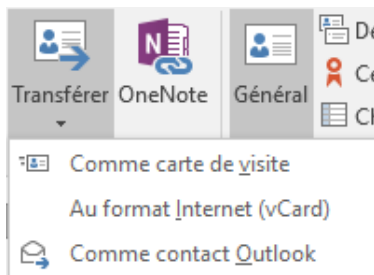 Transférer OneNote Général
Comme carte de visite
Au format Internet (vCard)
Comme contact Outlook